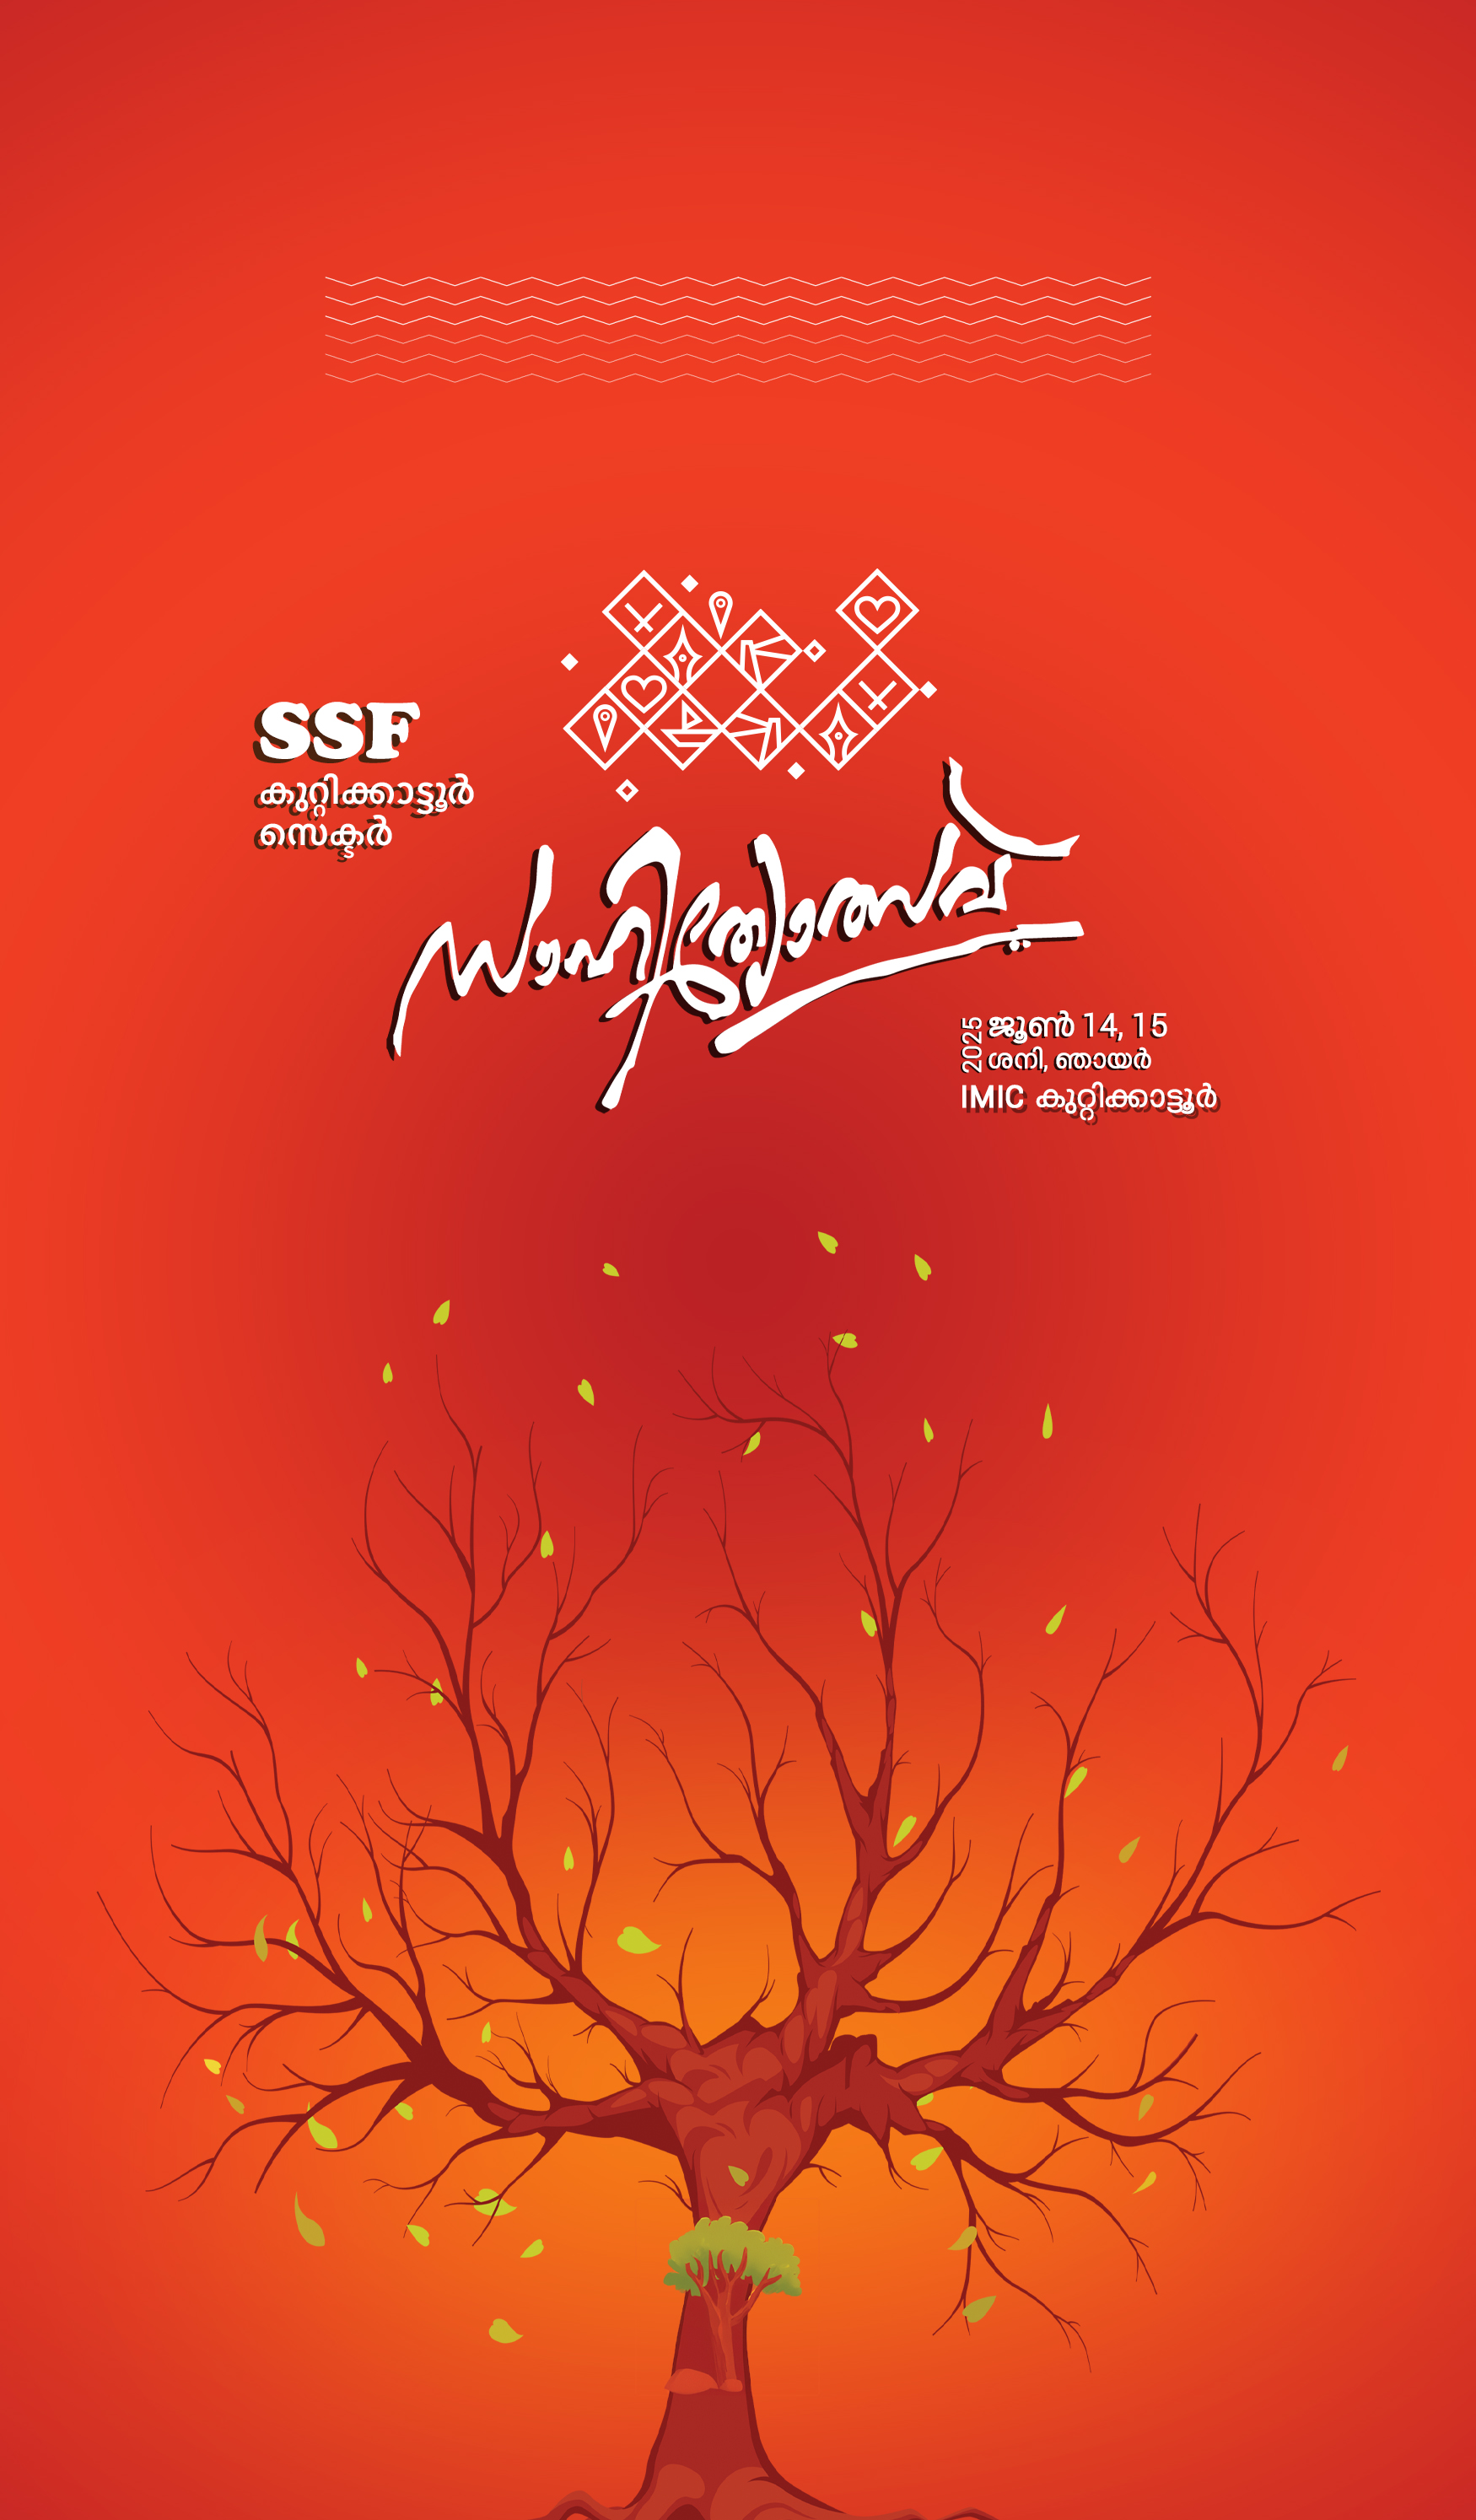 SSF
കുറ്റിക്കാട്ടൂർ
സെക്ടർ
സാഹിത്യോത്സവ്
2025
ജൂൺ 14, 15
ശനി, ഞായർ
IMIC കുറ്റിക്കാട്ടൂർ